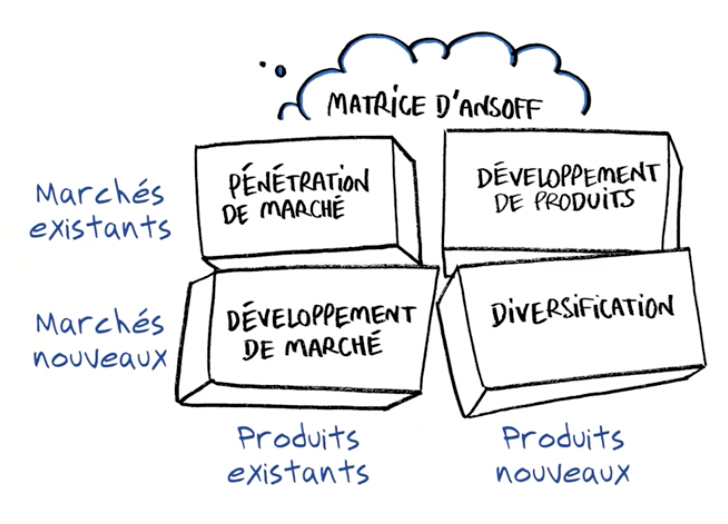 MATRICE D'ANSOFF
Marchés
existants
PÉNÉTRATION
DE MARCHÉ
DÉVELOPPEMENT
DE PRODUITS
Marchés
nouveaux
DÉVELOPPEMENT
DE MARCHÉ
DIVERSIFICATION
Produits
existants
Produits
nouveaux